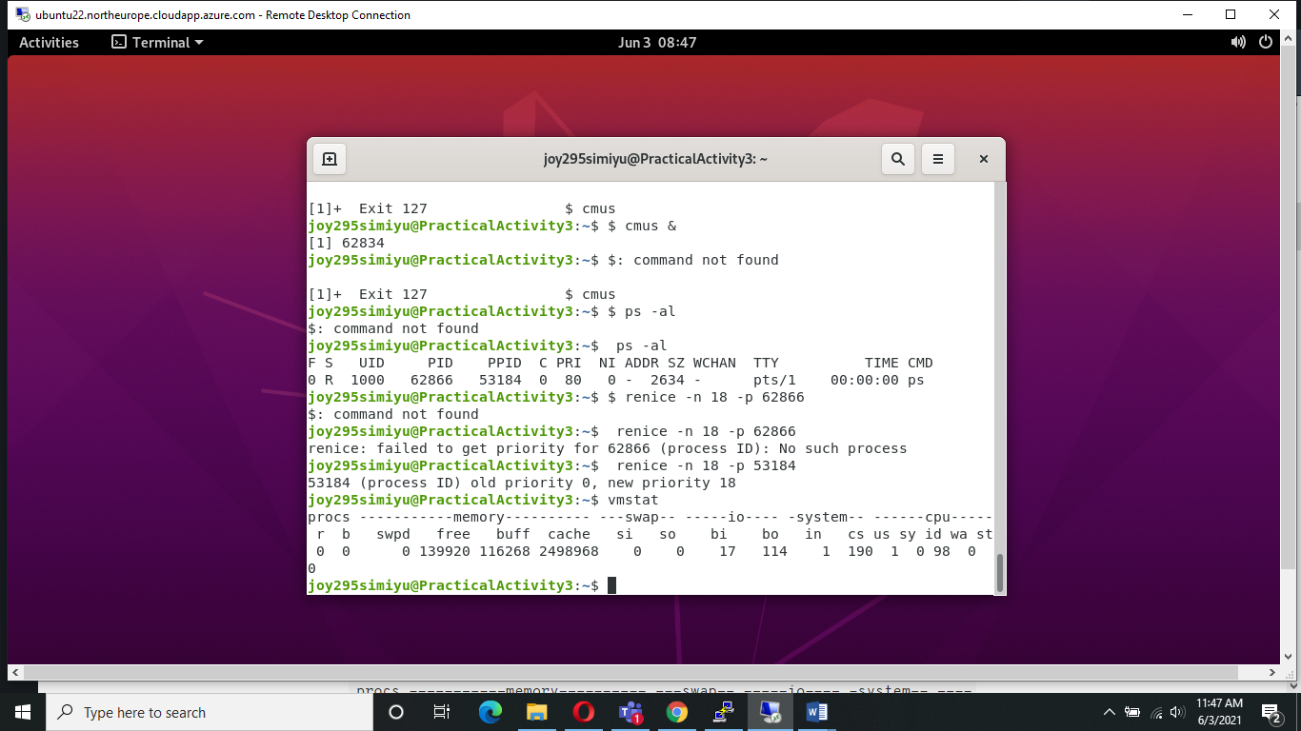 ubuntu22.northeurope.cloudapp.azure.com - Remote Desktop Connection
Activities Terminal Jun 3 08:47
joy295simiyu@PracticalActivity3: ~
[1]+  Exit 127                $ cmus
joy295simiyu@PracticalActivity3:~$ $ cmus &
[1] 62834
joy295simiyu@PracticalActivity3:~$ $: command not found
[1]+  Exit 127                $ cmus
joy295simiyu@PracticalActivity3:~$ $ ps -al
$: command not found
joy295simiyu@PracticalActivity3:~$  ps -al
F S   UID     PID    PPID  C PRI  NI ADDR SZ WCHAN  TTY          TIME CMD
0 R  1000   62866   53184  0  80   0 -  2634 -      pts/1    00:00:00 ps
joy295simiyu@PracticalActivity3:~$ $ renice -n 18 -p 62866
$: command not found
joy295simiyu@PracticalActivity3:~$  renice -n 18 -p 62866
renice: failed to get priority for 62866 (process ID): No such process
joy295simiyu@PracticalActivity3:~$  renice -n 18 -p 53184
53184 (process ID) old priority 0, new priority 18
joy295simiyu@PracticalActivity3:~$ vmstat
procs -----------memory---------- ---swap-- -----io---- -system-- ------cpu-----
 r  b   swpd   free   buff  cache   si   so    bi    bo   in   cs us sy id wa st
 0  0      0 139920 116268 2498968    0    0    17   114    1  190  1  0 98  0
0
joy295simiyu@PracticalActivity3:~$
procs -----------memory---------- ---swap-- -----io---- -system-- ----
Type here to search 1 11:47 AM
6/3/2021 2